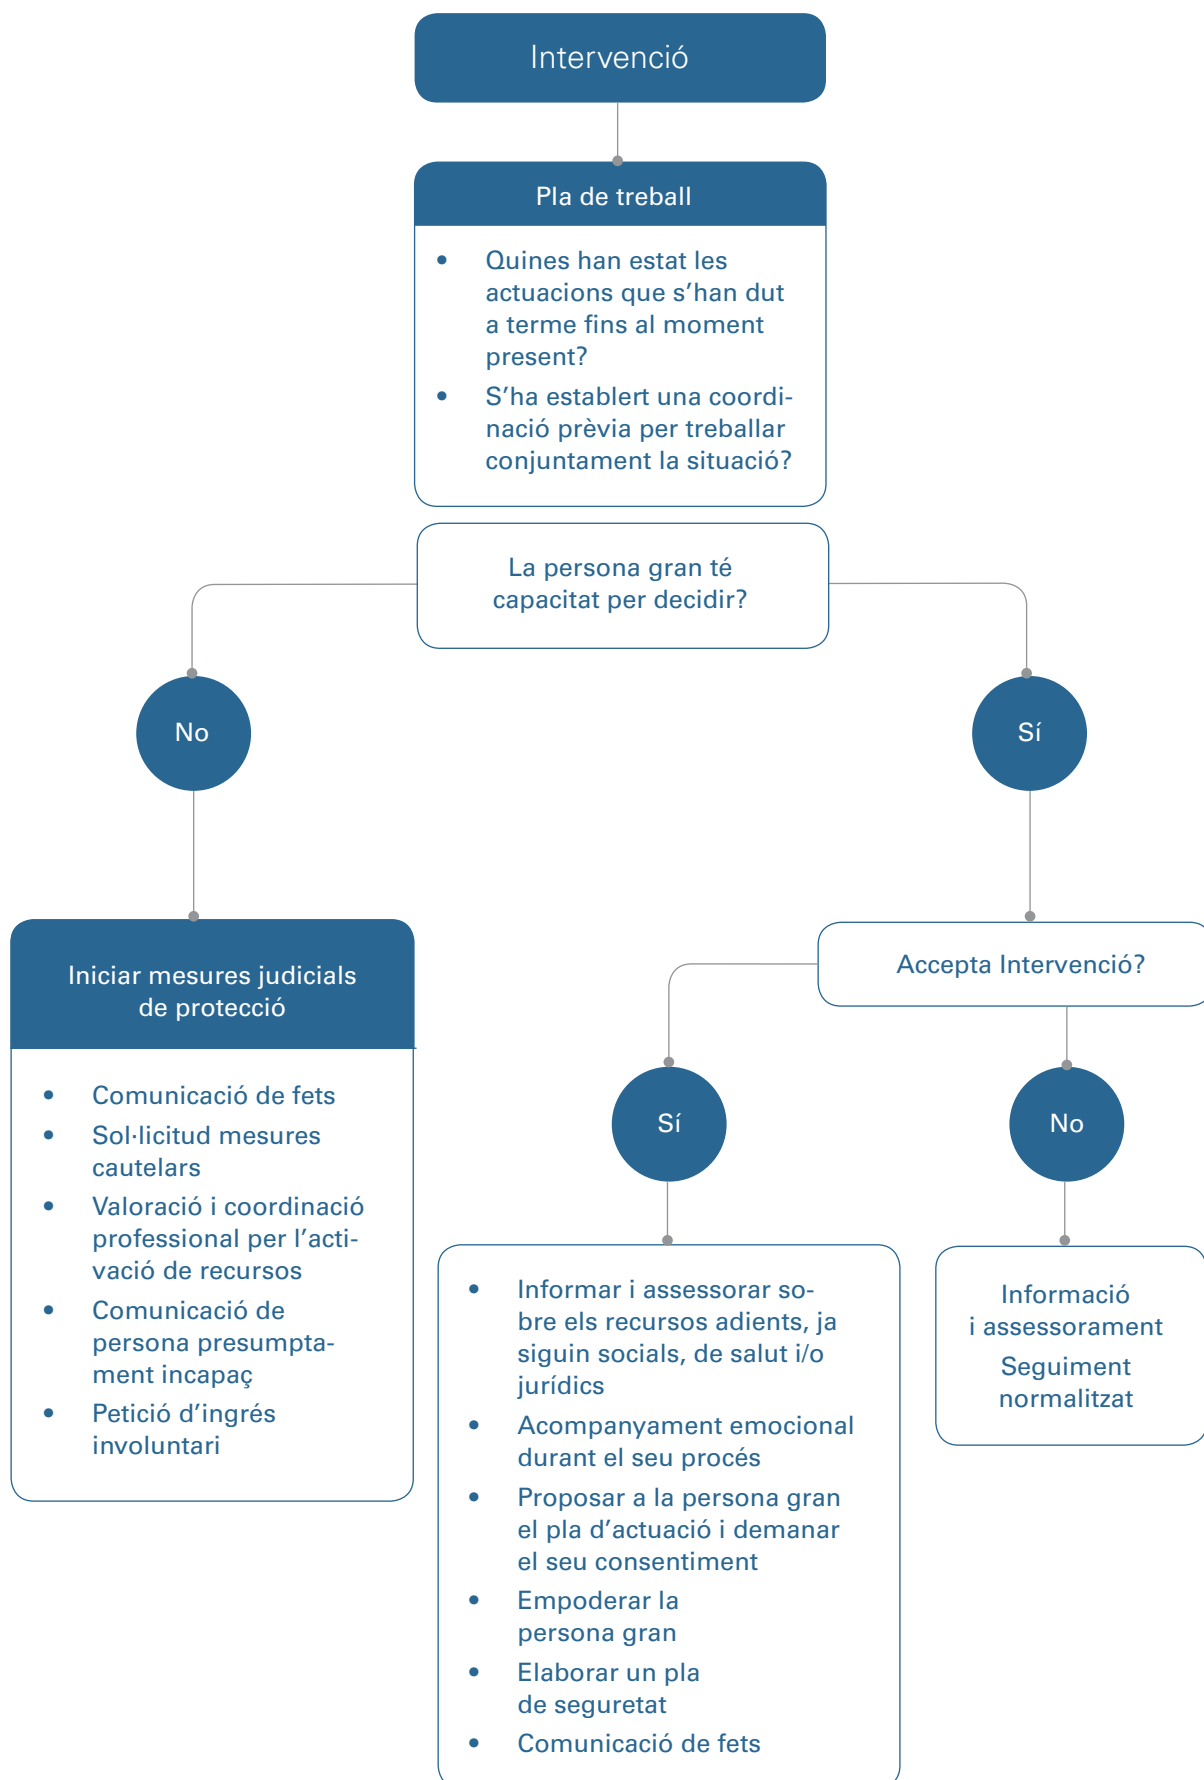 Intervenció
Pla de treball
• Quines han estat les
actuacions que s'han dut
a terme fins al moment
present?
• S'ha establert una coordi-
nació prèvia per treballar
conjuntament la situació?
La persona gran té
capacitat per decidir?
No
Sí
Iniciar mesures judicials
de protecció
• Comunicació de fets
• Sol·licitud mesures
cautelars
• Valoració i coordinació
professional per l'acti-
vació de recursos
• Comunicació de
persona presumpta-
ment incapaç
• Petició d'ingrés
involuntari
Accepta Intervenció?
Sí
No
• Informar i assessorar so-
bre els recursos adients, ja
siguin socials, de salut i/o
jurídics
• Acompanyament emocional
durant el seu procés
• Proposar a la persona gran
el pla d'actuació i demanar
el seu consentiment
• Empoderar la
persona gran
• Elaborar un pla
de seguretat
• Comunicació de fets
Informació
i assessorament
Seguiment
normalitzat